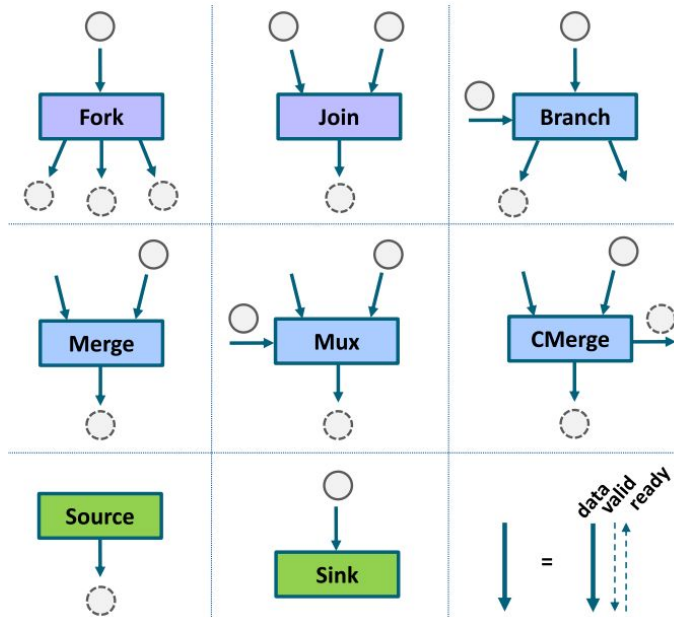 Fork
Join
Branch
Merge
Mux
CMerge
Source
Sink
=
data
valid
ready